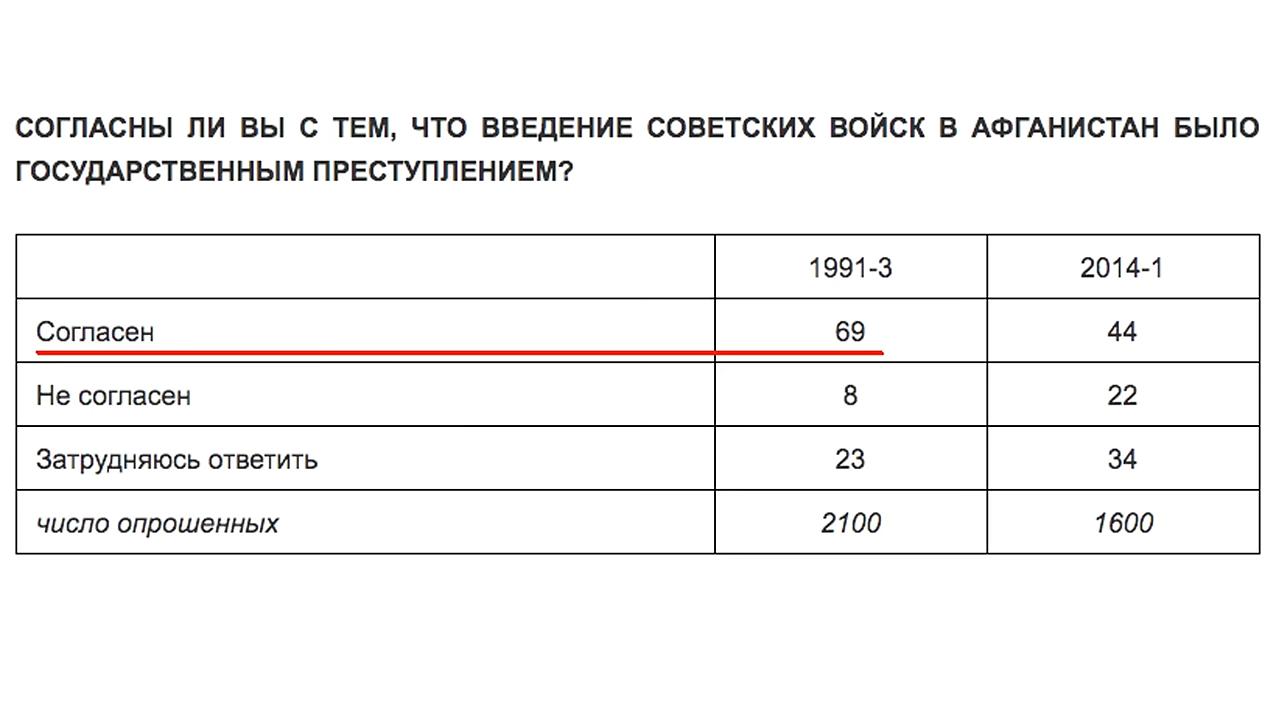 СОГЛАСНЫ ЛИ ВЫ С ТЕМ, ЧТО ВВЕДЕНИЕ СОВЕТСКИХ ВОЙСК В АФГАНИСТАН БЫЛО
ГОСУДАРСТВЕННЫМ ПРЕСТУПЛЕНИЕМ?
1991-3 2014-1
Согласен 69 44
Не согласен 8 22
Затрудняюсь ответить 23 34
число опрошенных 2100 1600